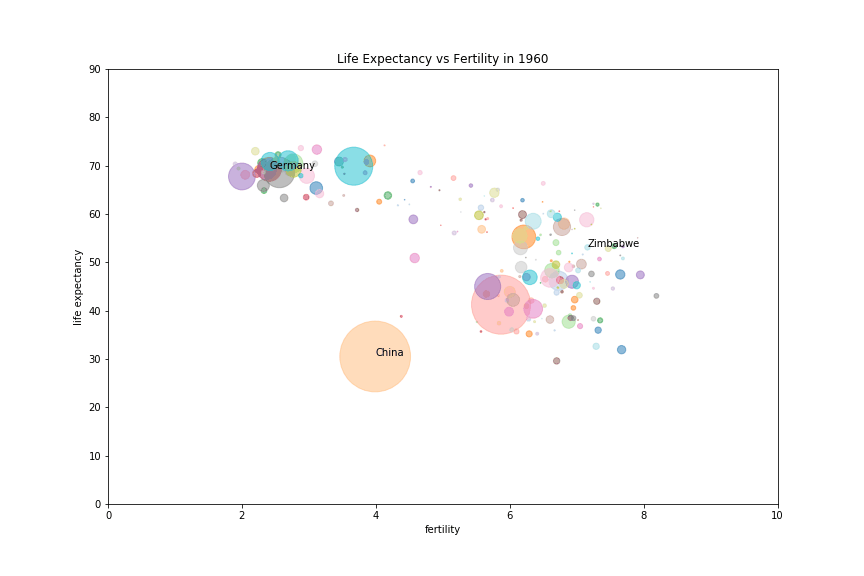 Life Expectancy vs Fertility in 1960
90
80
70
60
50
40
30
20
10
0
life expectancy
Germany
Zimbabwe
China
0 2 4 6 8 10
fertility